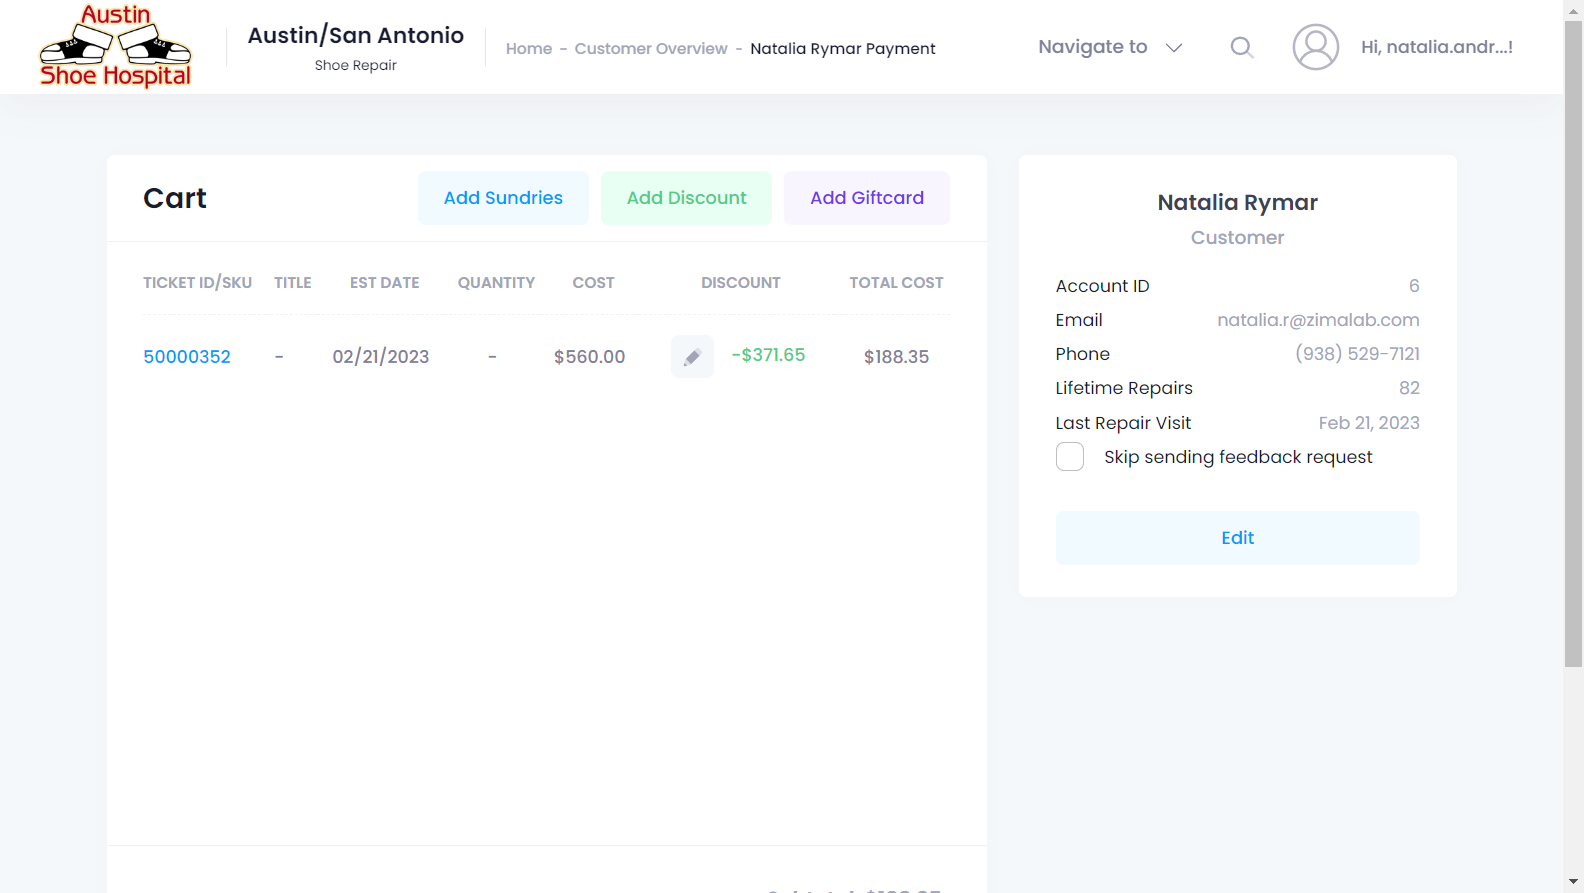 Austin
Shoe Hospital
Austin/San Antonio
Shoe Repair
Home - Customer Overview - Natalia Rymar Payment
Navigate to
Hi, natalia.andr...!
Cart
Add Sundries
Add Discount
Add Giftcard
TICKET ID/SKU TITLE EST DATE QUANTITY COST DISCOUNT TOTAL COST
50000352 - 02/21/2023 - $560.00 -$371.65 $188.35
Natalia Rymar
Customer
Account ID 6
Email natalia.r@zimalab.com
Phone (938) 529-7121
Lifetime Repairs 82
Last Repair Visit Feb 21, 2023
Skip sending feedback request
Edit